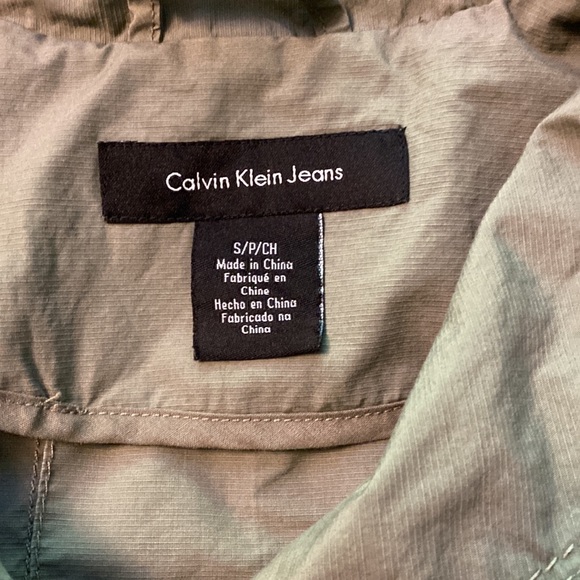 Calvin Klein Jeans
S/P/CH
Made in China
Fabriqué en
Chine
Hecho en China
Fabricado na
China